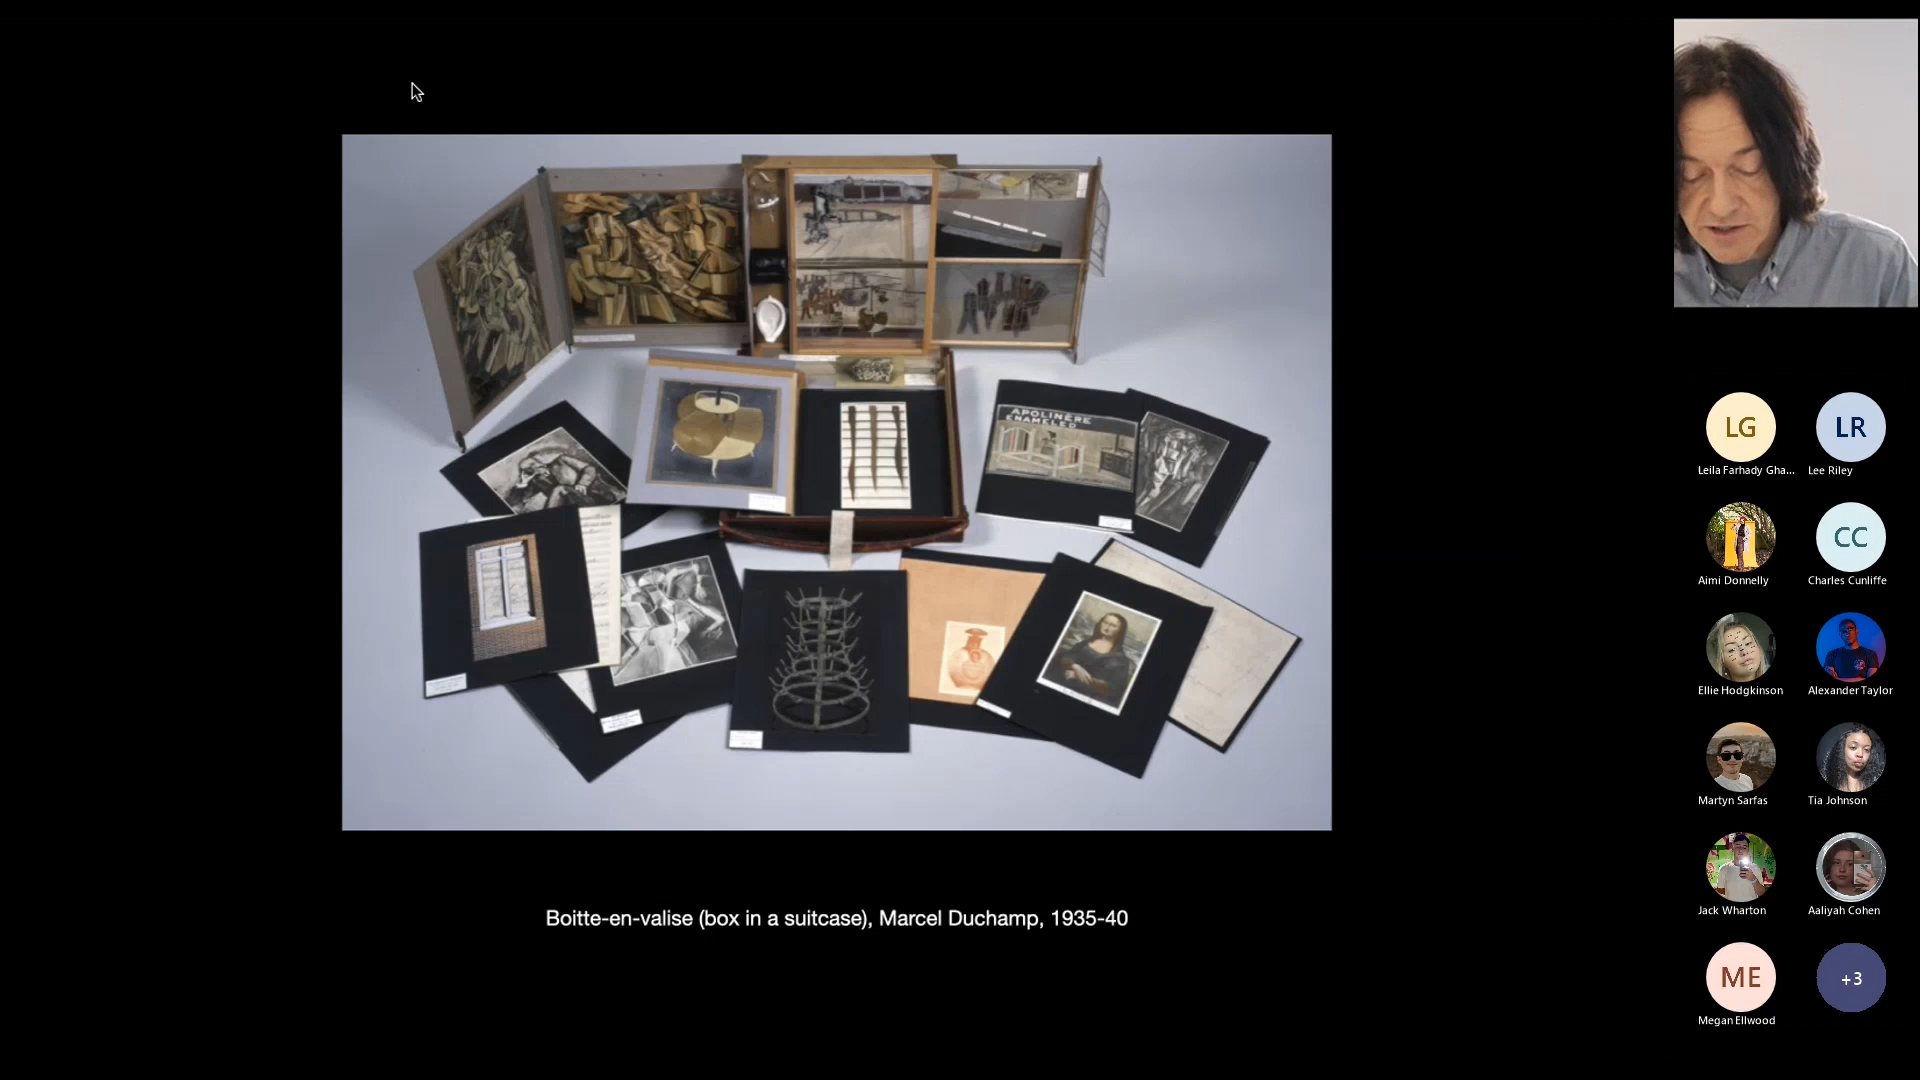 APOLINÈRE
ENAMELED
Boitte-en-valise (box in a suitcase), Marcel Duchamp, 1935-40
LG
LR
Leila Farhady Gha...
Lee Riley
CC
Aimi Donnelly
Charles Cunliffe
Ellie Hodgkinson
Alexander Taylor
Martyn Sarfas
Tia Johnson
Jack Wharton
Aaliyah Cohen
ME
+3
Megan Ellwood